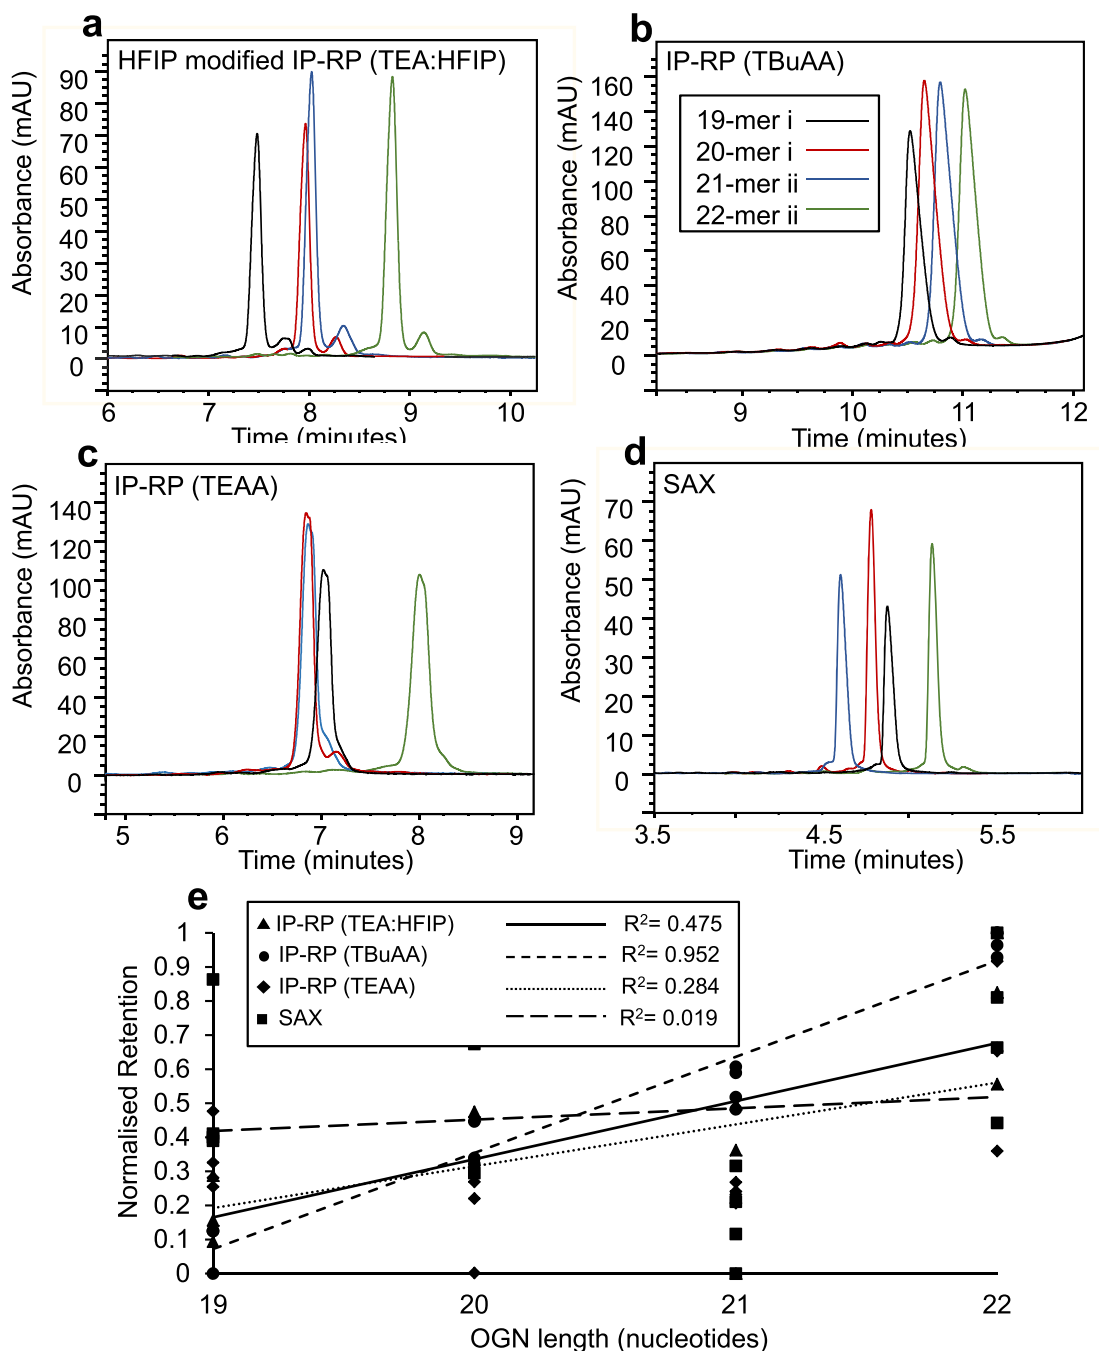 a
HFIP modified IP-RP (TEA:HFIP)
Absorbance (mAU)
90
80
70
60
50
40
30
20
10
0
6 7 8 9 10
Time (minutes)
b
IP-RP (TBuAA)
19-mer i
20-mer i
21-mer ii
22-mer ii
Absorbance (mAU)
160
140
120
100
80
60
40
20
0
9 10 11 12
Time (minutes)
c
IP-RP (TEAA)
Absorbance (mAU)
140
120
100
80
60
40
20
0
5 6 7 8 9
Time (minutes)
d
SAX
Absorbance (mAU)
70
60
50
40
30
20
10
0
3.5 4.5 5.5
Time (minutes)
e
IP-RP (TEA:HFIP) R²= 0.475
IP-RP (TBuAA) R²= 0.952
IP-RP (TEAA) R²= 0.284
SAX R²= 0.019
Normalised Retention
1
0.9
0.8
0.7
0.6
0.5
0.4
0.3
0.2
0.1
0
19 20 21 22
OGN length (nucleotides)